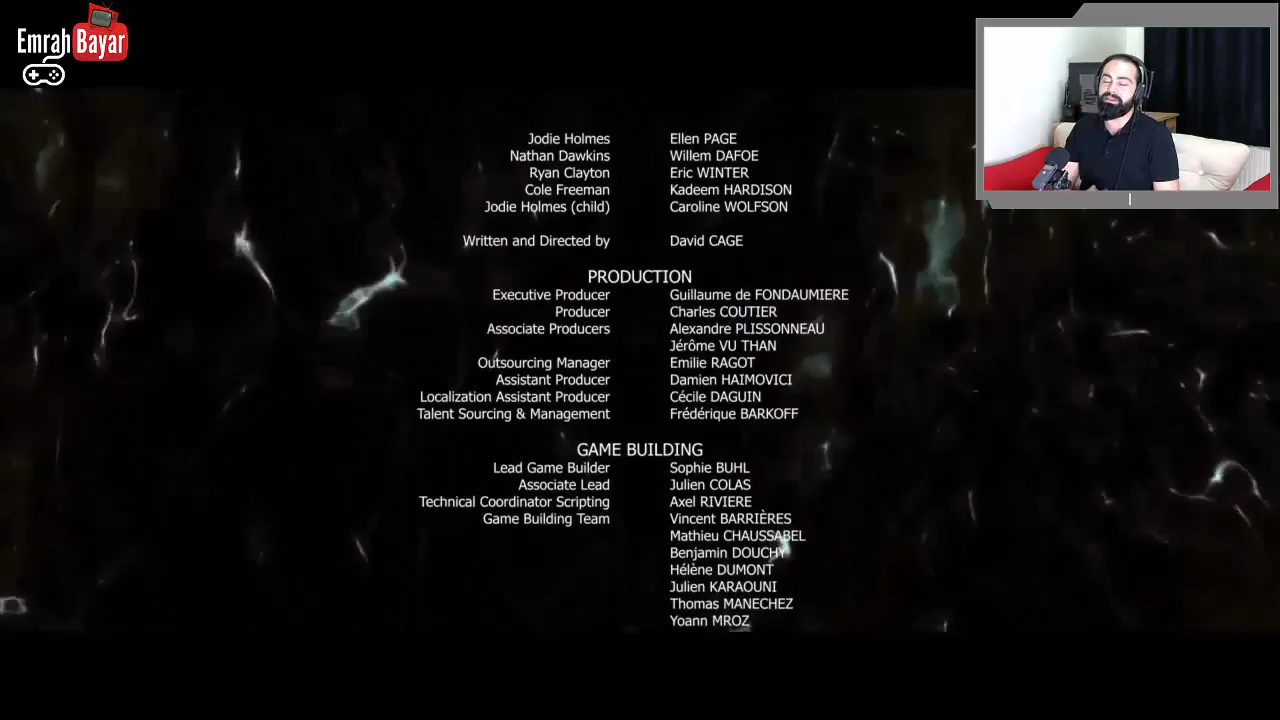 Emrah Bayar
Jodie Holmes Ellen PAGE
Nathan Dawkins Willem DAFOE
Ryan Clayton Eric WINTER
Cole Freeman Kadeem HARDISON
Jodie Holmes (child) Caroline WOLFSON
Written and Directed by David CAGE
PRODUCTION
Executive Producer Guillaume de FONDAUMIERE
Producer Charles COUTIER
Associate Producers Alexandre PLISSONNEAU
Jérôme VU THAN
Outsourcing Manager Emilie RAGOT
Assistant Producer Damien HAIMOVICI
Localization Assistant Producer Cécile DAGUIN
Talent Sourcing & Management Frédérique BARKOFF
GAME BUILDING
Lead Game Builder Sophie BUHL
Associate Lead Julien COLAS
Technical Coordinator Scripting Axel RIVIERE
Game Building Team Vincent BARRIÈRES
Mathieu CHAUSSABEL
Benjamin DOUCHY
Hélène DUMONT
Julien KARAOUNI
Thomas MANECHEZ
Yoann MROZ